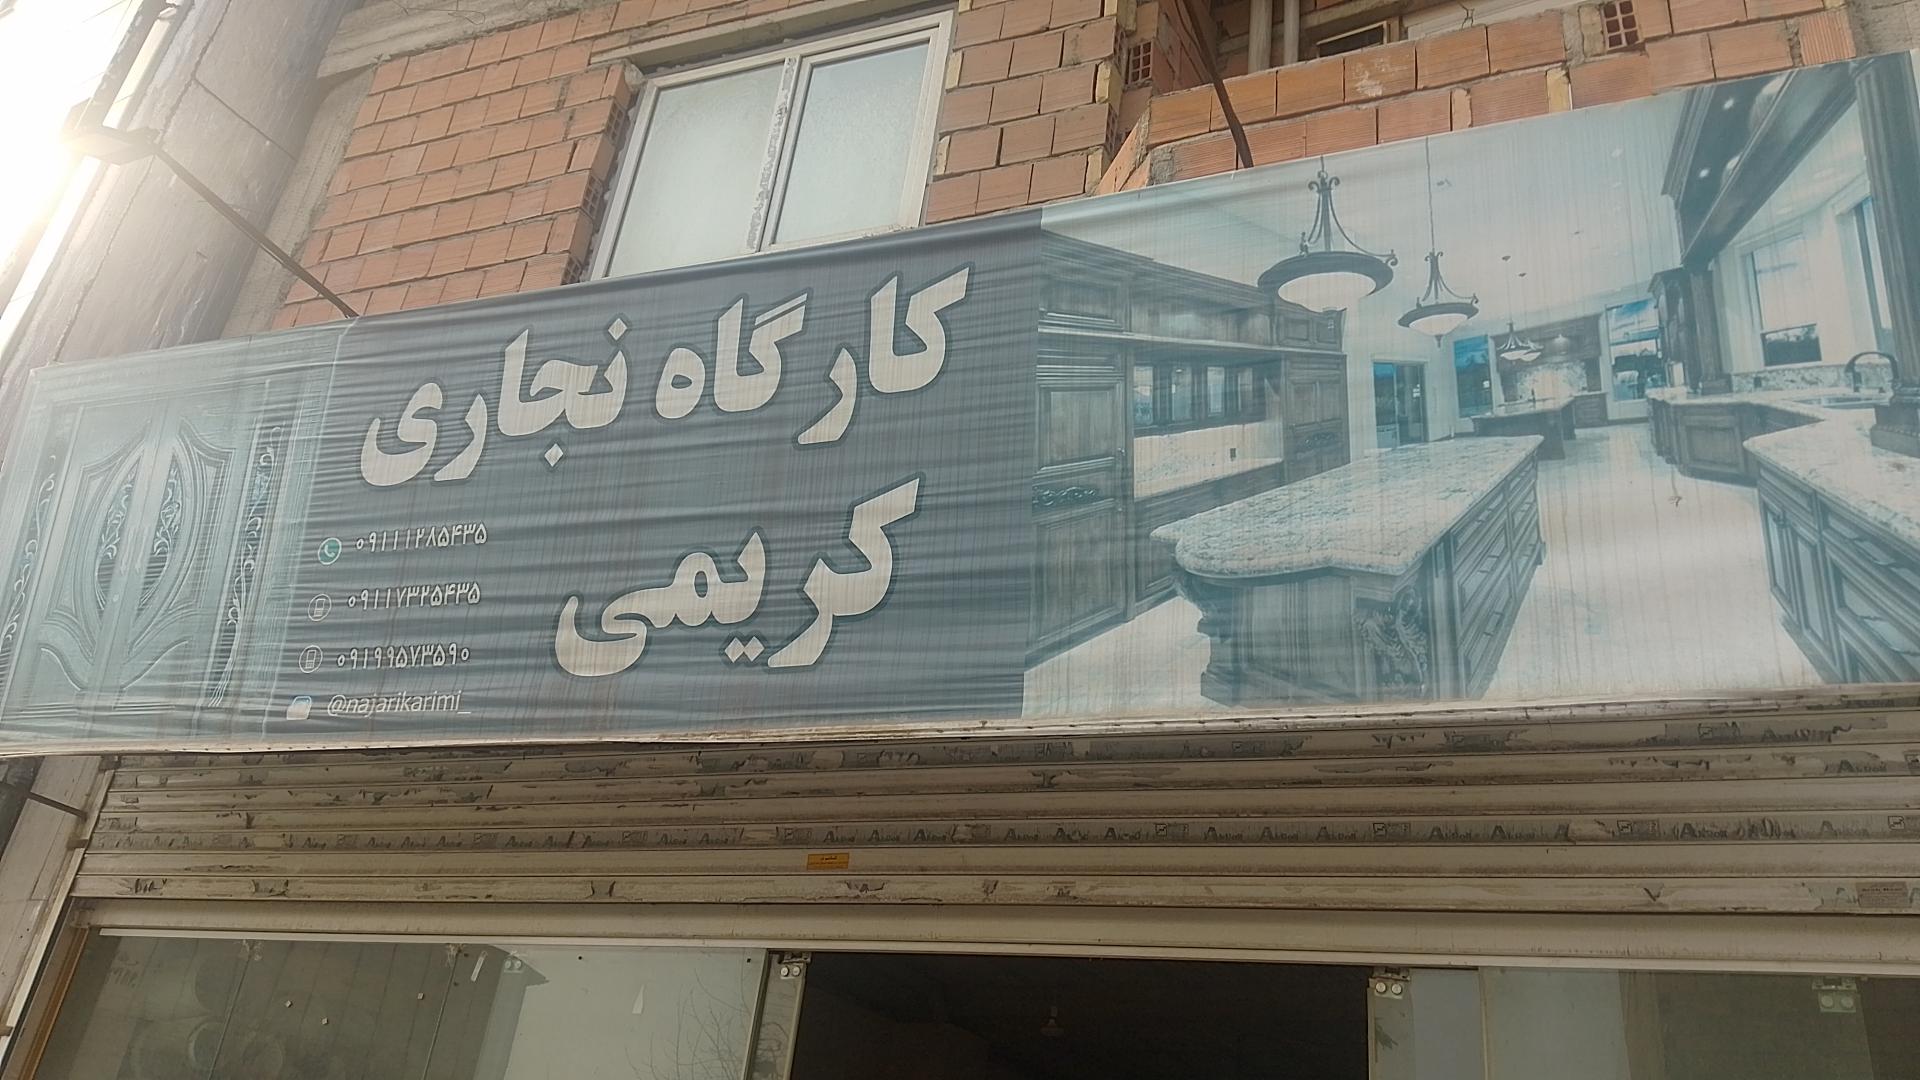 کارگاه نجاری
کریمی
۰۹۱۱۱۲۸۵۴۳۵
۰۹۱۱۷۳۲۵۴۳۵
۰۹۱۹۹۵۷۳۵۹۰
@najarikarimi_